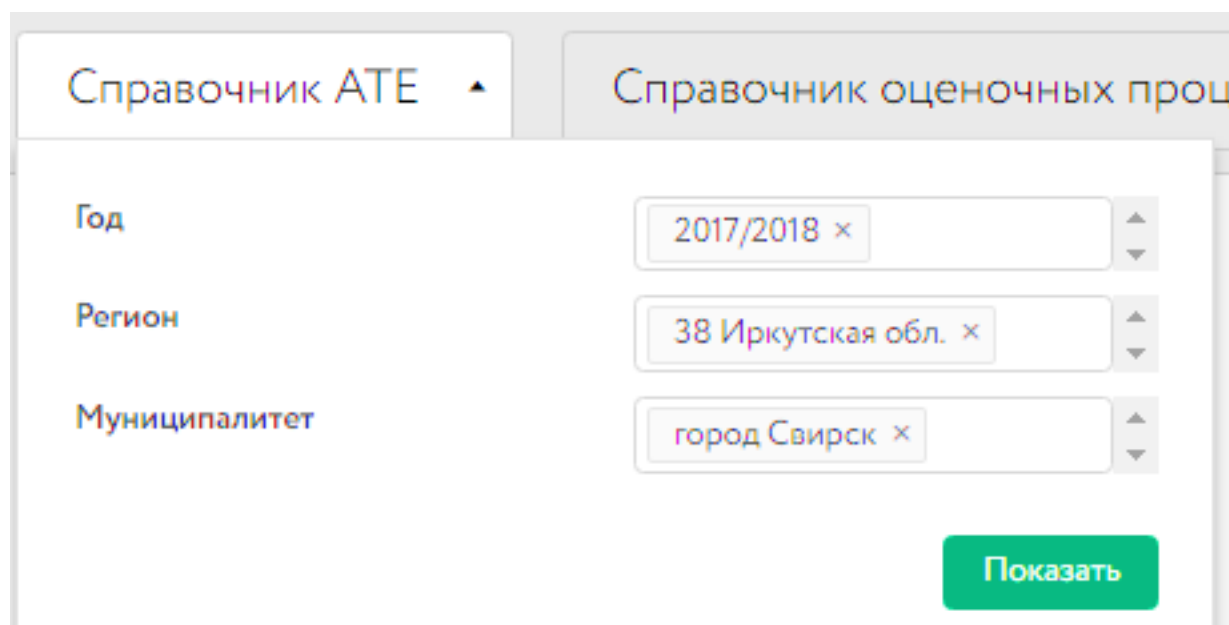 Справочник АТЕ
Справочник оценочных проц
Год
2017/2018 ×
Регион
38 Иркутская обл. ×
Муниципалитет
город Свирск ×
Показать